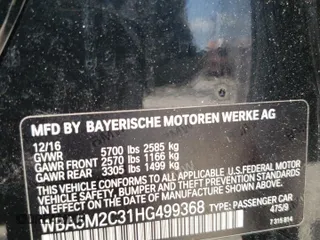 MFD BY BAYERISCHE MOTOREN WERKE AG
12/16
GVWR 5700 lbs 2585 kg
GAWR FRONT 2570 lbs 1166 kg
GAWR REAR 3305 lbs 1499 kg
THIS VEHICLE CONFORMS TO ALL APPLICABLE
U.S.FEDERAL MOTOR
VEHICLE SAFETY, BUMPER AND THEFT PREVENTION
STANDARDS IN EFFECT ON THE DATE OF
MANUFACTURE SHOWN ABOVE.
WBA5M2C31HG499368 TYPE: PASSENGER CAR
475/9
7 315 814